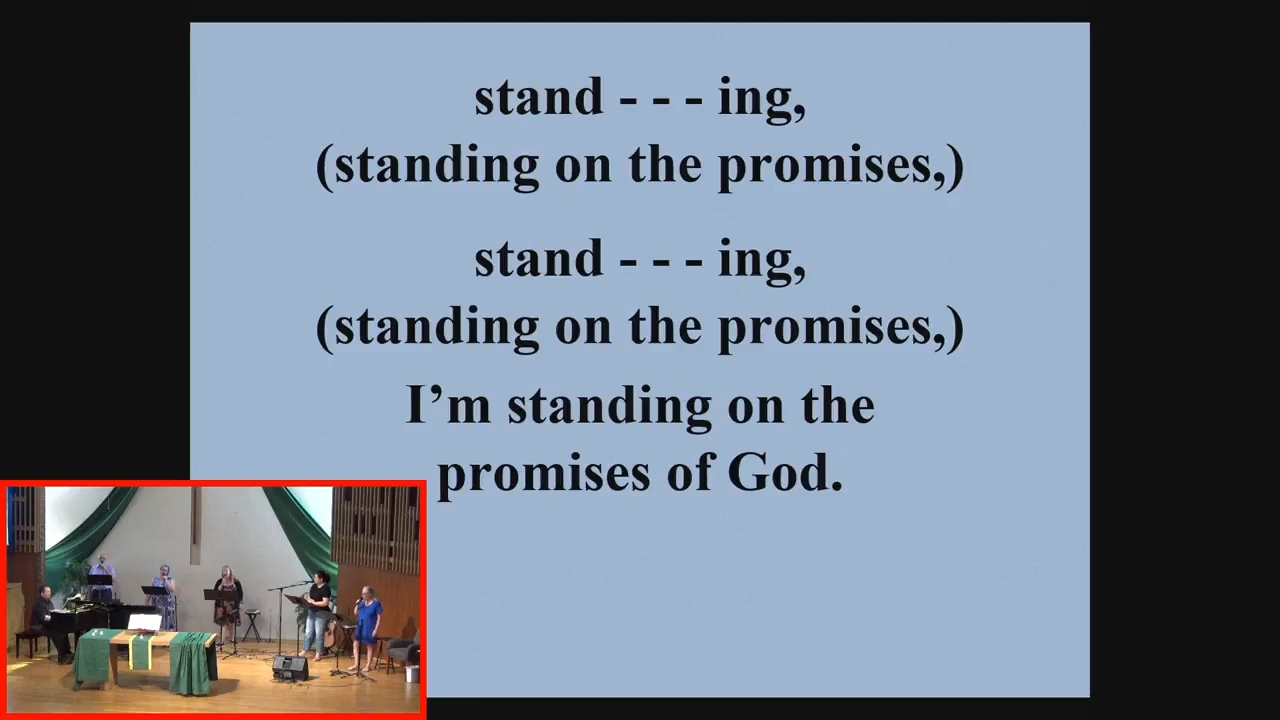 stand - - - ing,
(standing on the promises,)
stand - - - ing,
(standing on the promises,)
I’m standing on the
promises of God.